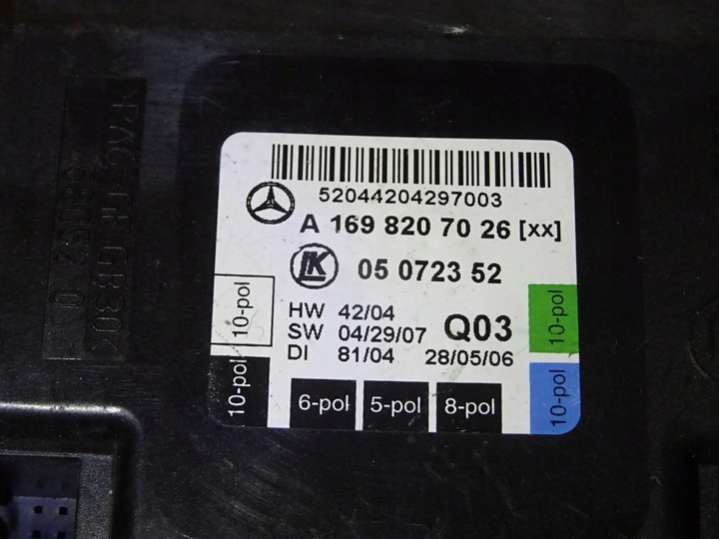 52044204297003
A 169 820 70 26 [xx]
LK 05 0723 52
HW 42/04
SW 04/29/07 Q03
DI 81/04 28/05/06
10-pol
10-pol
10-pol
10-pol
6-pol 5-pol 8-pol